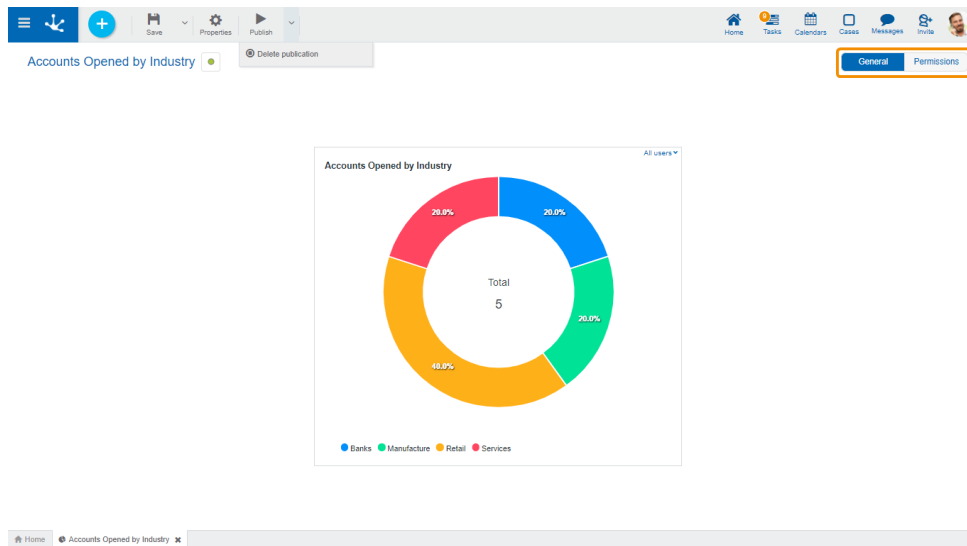 Save
Properties
Publish
Home
9
Tasks
Calendars
Cases
Messages
Invite
Delete publication
Accounts Opened by Industry
General
Permissions
All users
Accounts Opened by Industry
20.0%
20.0%
Total
5
20.0%
40.0%
Banks Manufacture Retail Services
Home Accounts Opened by Industry